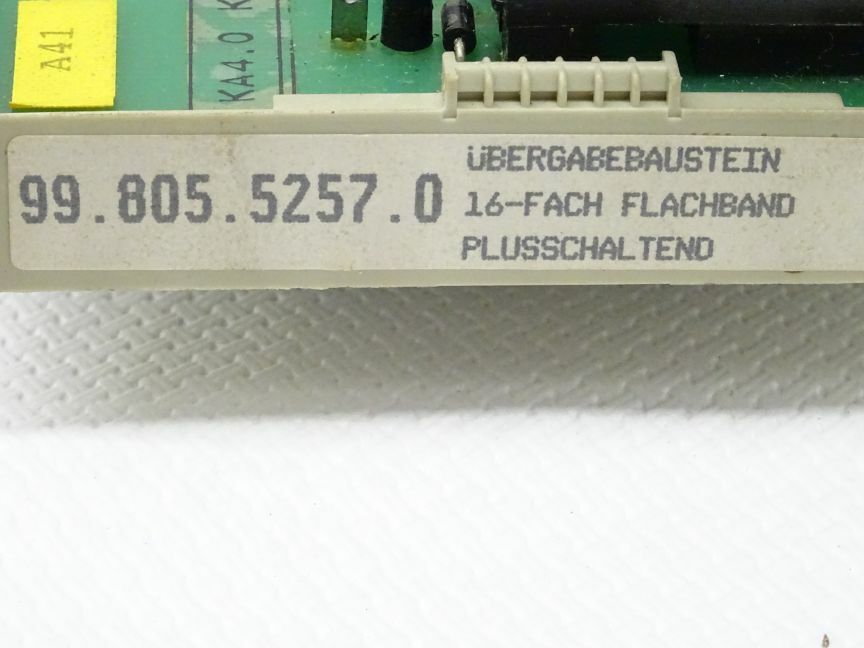 A41
KA4.0 K
99.805.5257.0
ÜBERGABEBAUSTEIN
16-FACH FLACHBAND
PLUSSCHALTEND